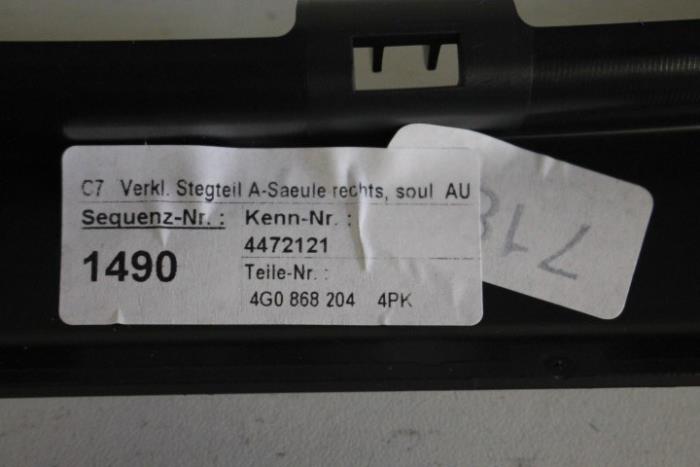 C7 Verkl. Stegteil A-Saeule rechts, soul AU
Sequenz-Nr. : Kenn-Nr. :
1490 4472121
Teile-Nr. :
4G0 868 204 4PK